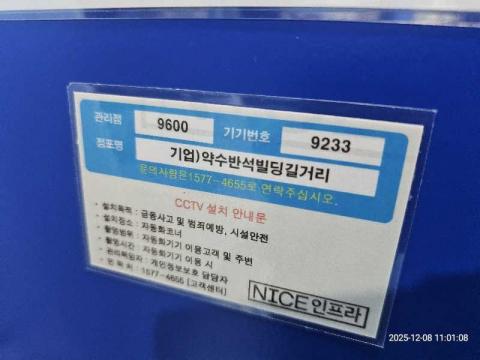 관리점 9600 기기번호 9233
점포명 기업)약수반석빌딩길거리
문의사항은1577-4655로 연락주십시오.
CCTV 설치 안내문
· 설치목적 : 금융사고 및 범죄예방, 시설안전
· 설치장소 : 자동화코너
· 촬영범위 : 자동화기기 이용고객 및 주변
· 촬영시간 : 자동화기기 이용 시
· 관리책임자 : 개인정보보호 담당자
· 연 락 처 : 1577-4655 [고객센터]
NICE인프라
2025-12-08 11:01:08